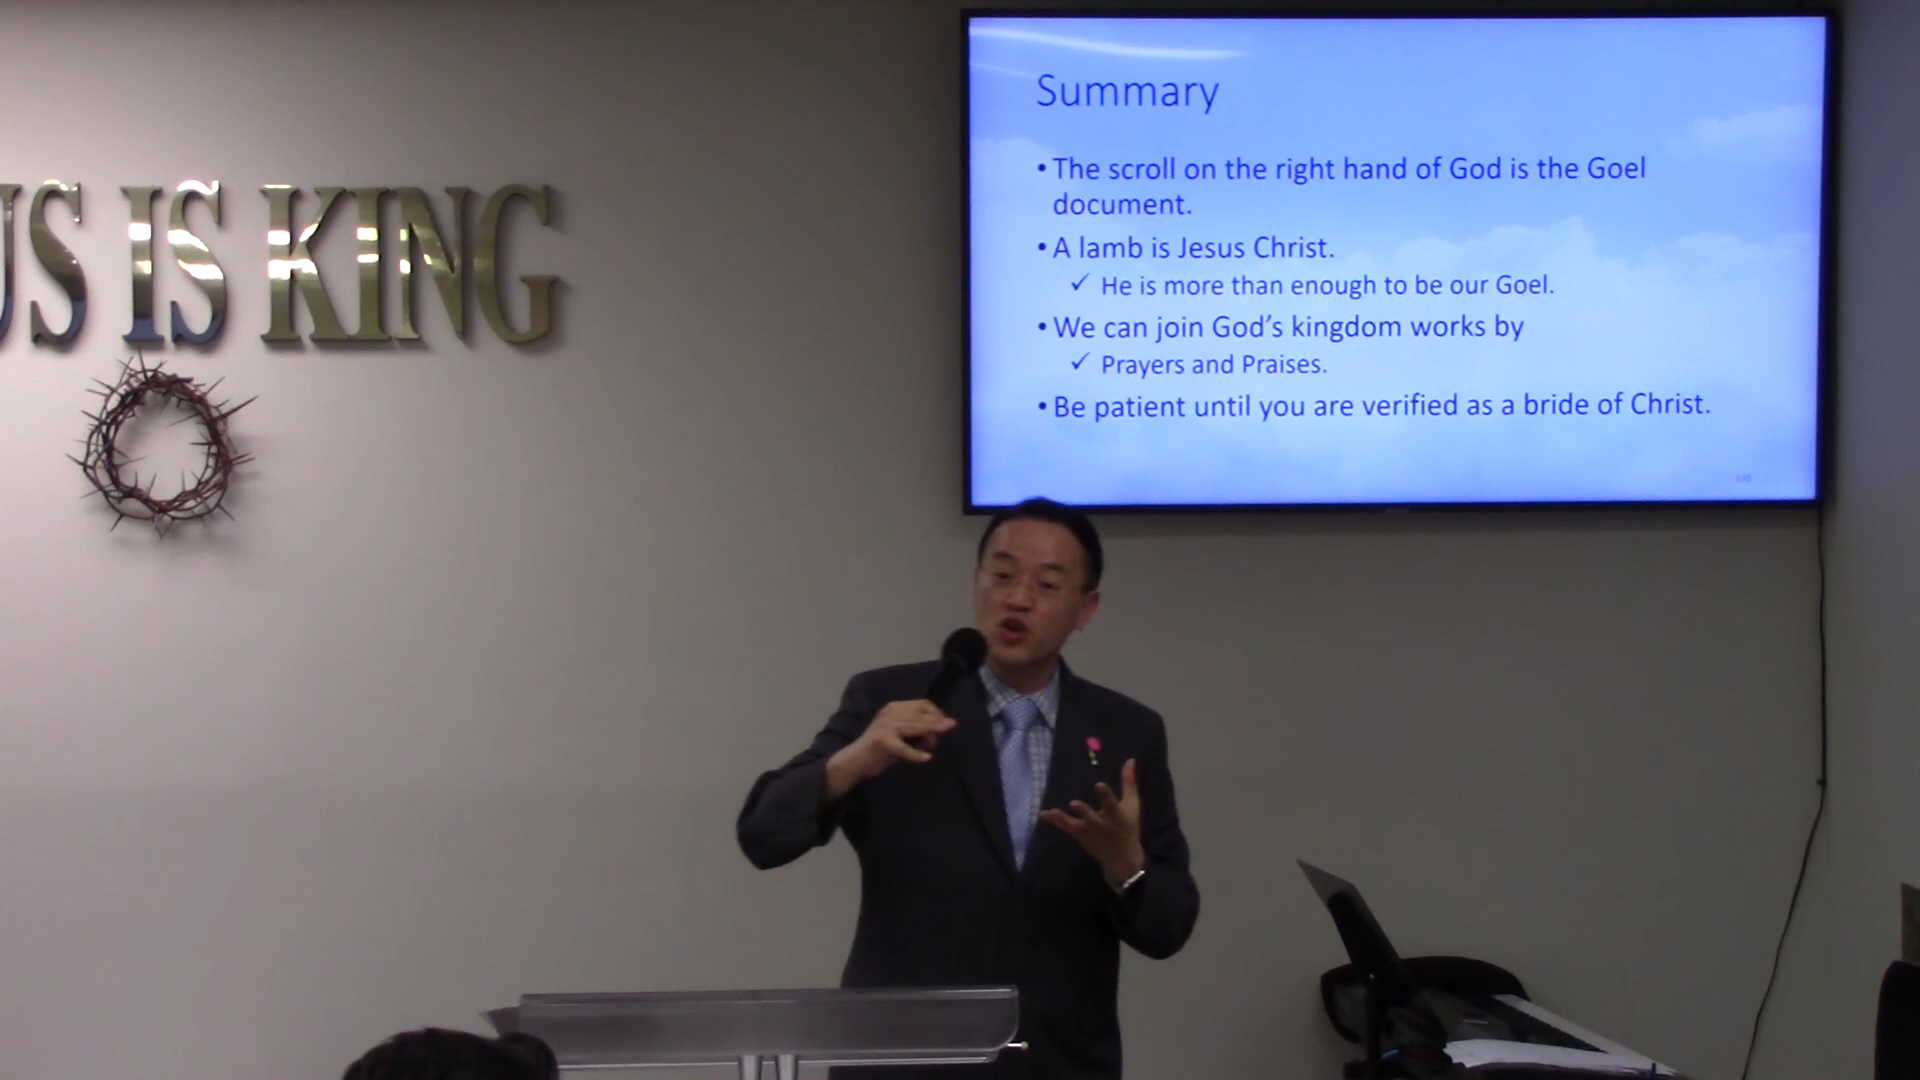 US IS KING
Summary
• The scroll on the right hand of God is the Goel
document.
• A lamb is Jesus Christ.
✓ He is more than enough to be our Goel.
• We can join God's kingdom works by
✓ Prayers and Praises.
• Be patient until you are verified as a bride of Christ.